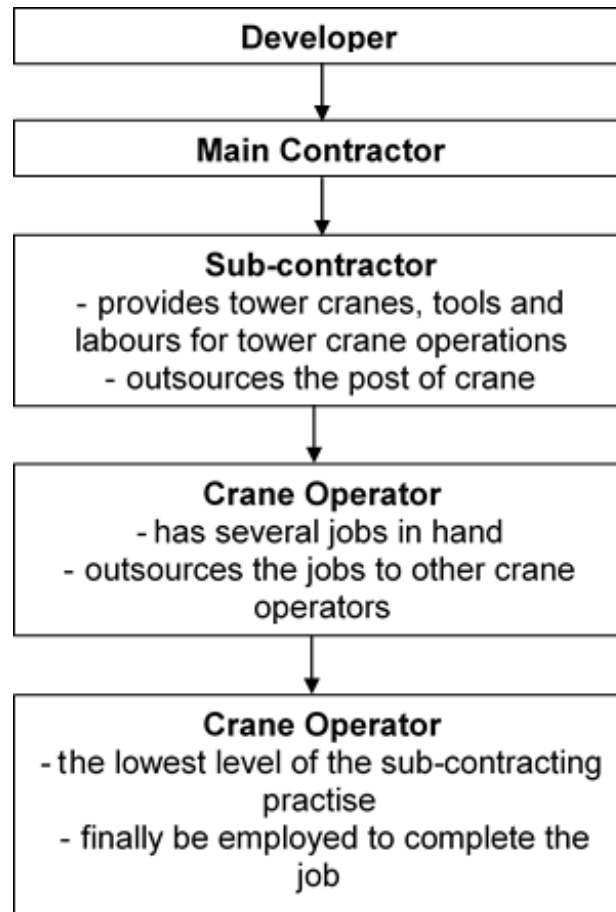 Developer
Main Contractor
Sub-contractor
- provides tower cranes, tools and
labours for tower crane operations
- outsources the post of crane
Crane Operator
- has several jobs in hand
- outsources the jobs to other crane
operators
Crane Operator
- the lowest level of the sub-contracting
practise
- finally be employed to complete the
job